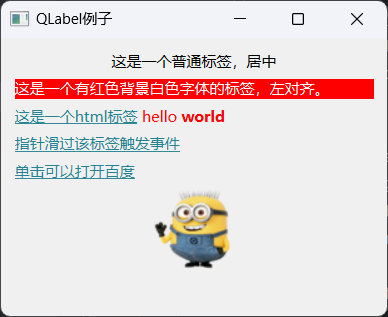 QLabel例子
这是一个普通标签，居中
这是一个有红色背景白色字体的标签，左对齐。
这是一个html标签 hello world
指针滑过该标签触发事件
单击可以打开百度